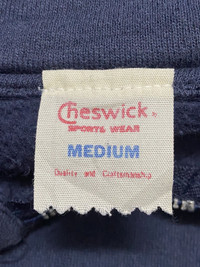 Cheswick®
SPORTS WEAR
MEDIUM
Quality and Craftsmanship